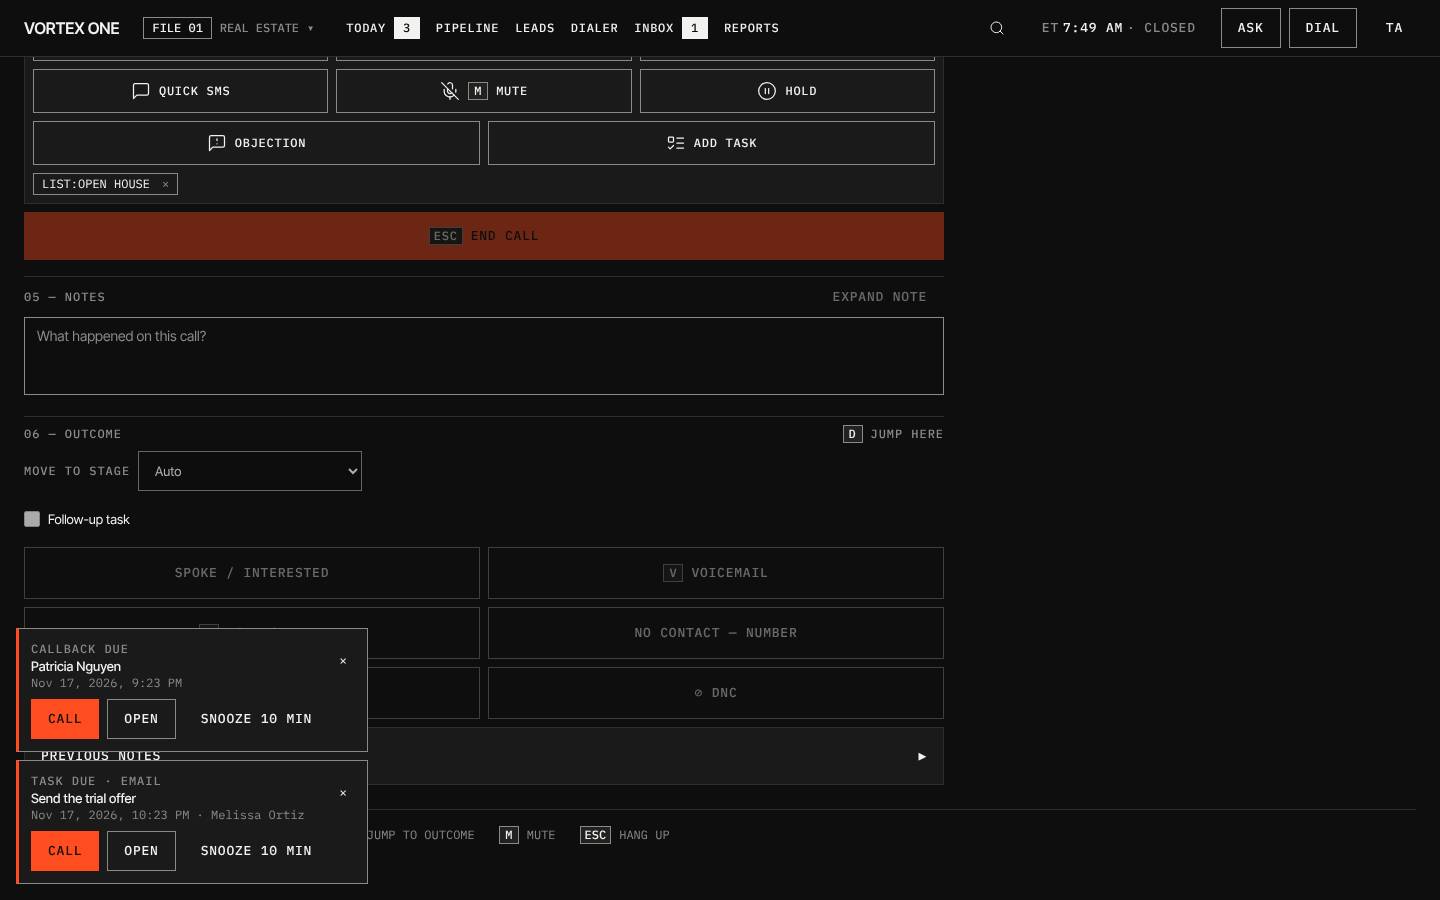 VORTEX ONE FILE 01 REAL ESTATE ▾ TODAY 3 PIPELINE LEADS DIALER INBOX 1 REPORTS ET 7:49 AM · CLOSED ASK DIAL TA
QUICK SMS M MUTE HOLD
OBJECTION ADD TASK
LIST:OPEN HOUSE ×
ESC END CALL
05 — NOTES EXPAND NOTE
What happened on this call?
06 — OUTCOME D JUMP HERE
MOVE TO STAGE Auto
Follow-up task
SPOKE / INTERESTED V VOICEMAIL
NO CONTACT — NUMBER
⊘ DNC
CALLBACK DUE
Patricia Nguyen ×
Nov 17, 2026, 9:23 PM
CALL OPEN SNOOZE 10 MIN
PREVIOUS NOTES ▶
TASK DUE · EMAIL
Send the trial offer ×
Nov 17, 2026, 10:23 PM · Melissa Ortiz
CALL OPEN SNOOZE 10 MIN
JUMP TO OUTCOME M MUTE ESC HANG UP